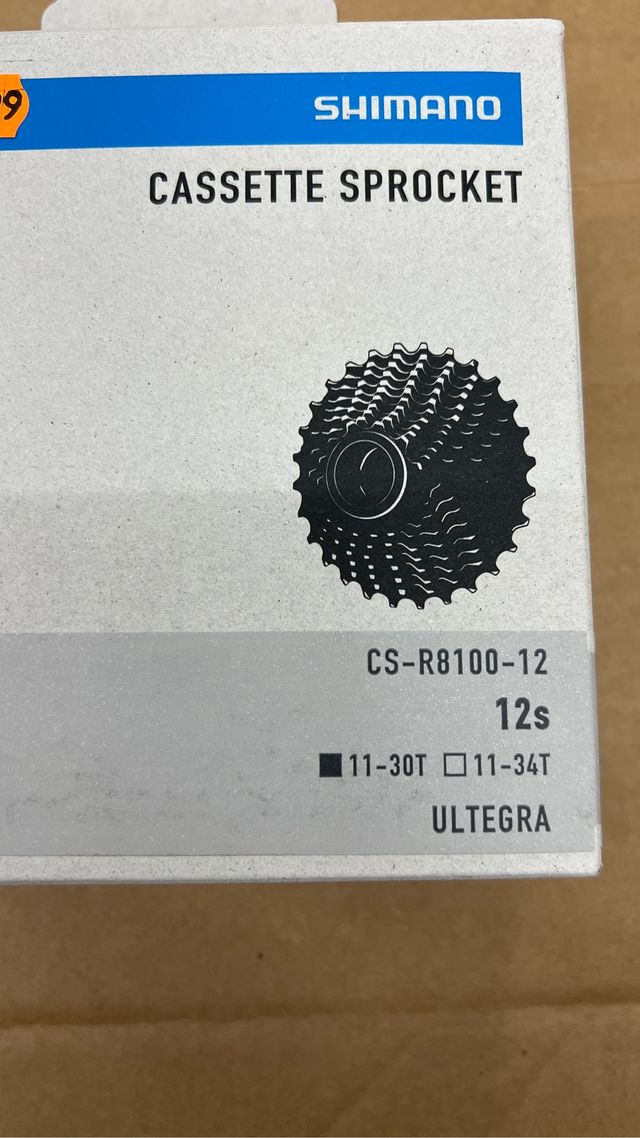 SHIMANO
CASSETTE SPROCKET
CS-R8100-12
12s
■ 11-30T □ 11-34T
ULTEGRA